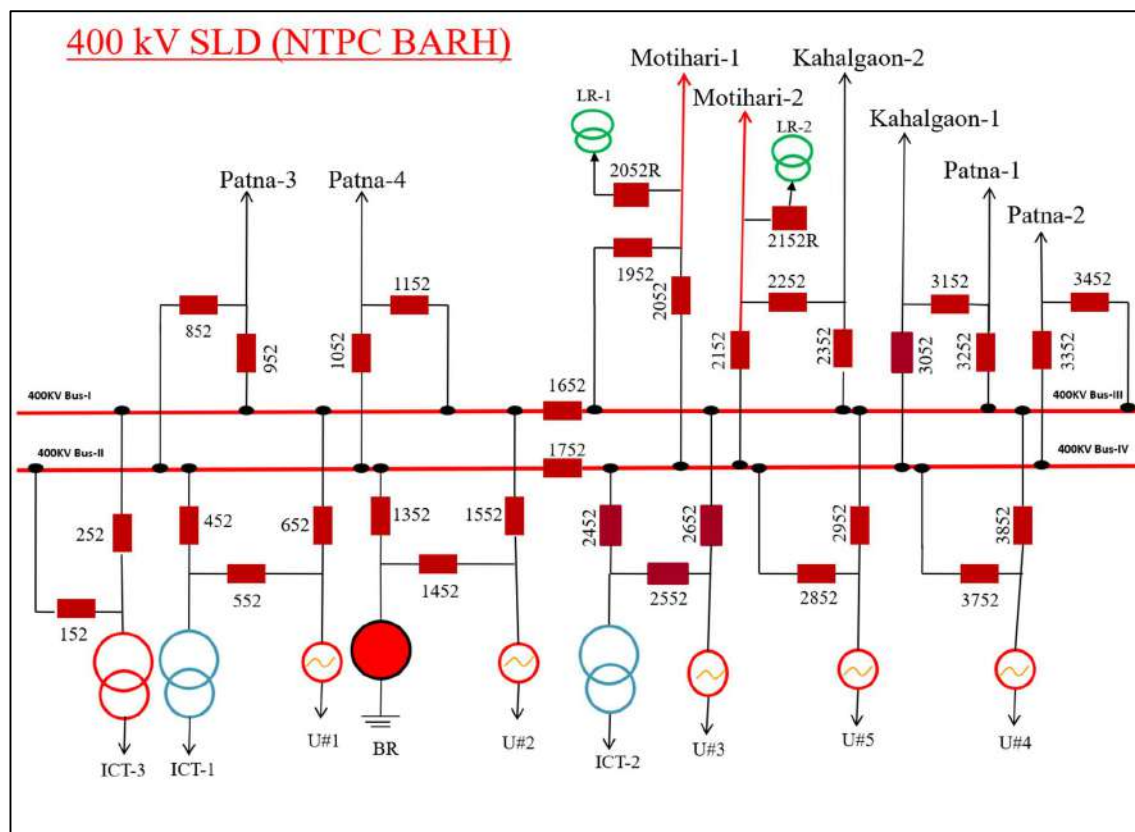 400 kV SLD (NTPC BARH)
Motihari-1
Kahalgaon-2
LR-1
Motihari-2
LR-2
Kahalgaon-1
2052R
Patna-1
Patna-3
Patna-4
Patna-2
2152R
1952
1152
2252
3152
3452
852
2052
952
1052
2152
2352
3052
3252
3352
1652
400KV Bus-I
400KV Bus-III
1752
400KV Bus-II
400KV Bus-IV
252
452
652
1352
1552
2452
2652
2952
3852
552
1452
2552
2852
3752
152
U#1
BR
U#2
ICT-2
U#3
U#5
U#4
ICT-3
ICT-1